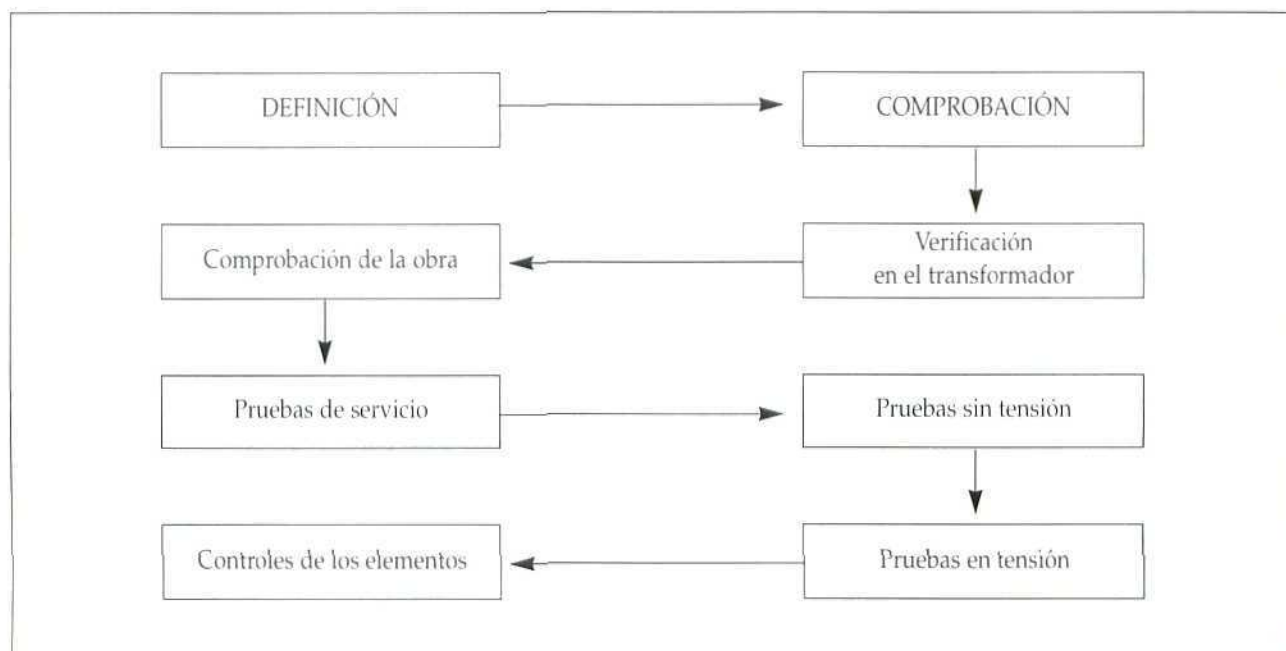 DEFINICIÓN
COMPROBACIÓN
Verificación
en el transformador
Comprobación de la obra
Pruebas de servicio
Pruebas sin tensión
Pruebas en tensión
Controles de los elementos